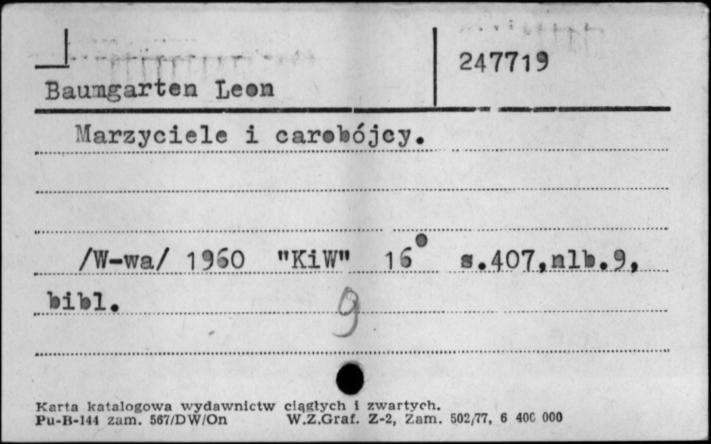 247719
Baumgarten Leon
Marzyciele i carobójcy.
/W-wa/ 1960 "KiW" 16° s.407,nlb.9,
bibl.
9
Karta katalogowa wydawnictw ciągłych i zwartych.
Pu-B-144 zam. 567/DW/On W.Z.Graf. Z-2, Zam. 502/77, 6 400 000